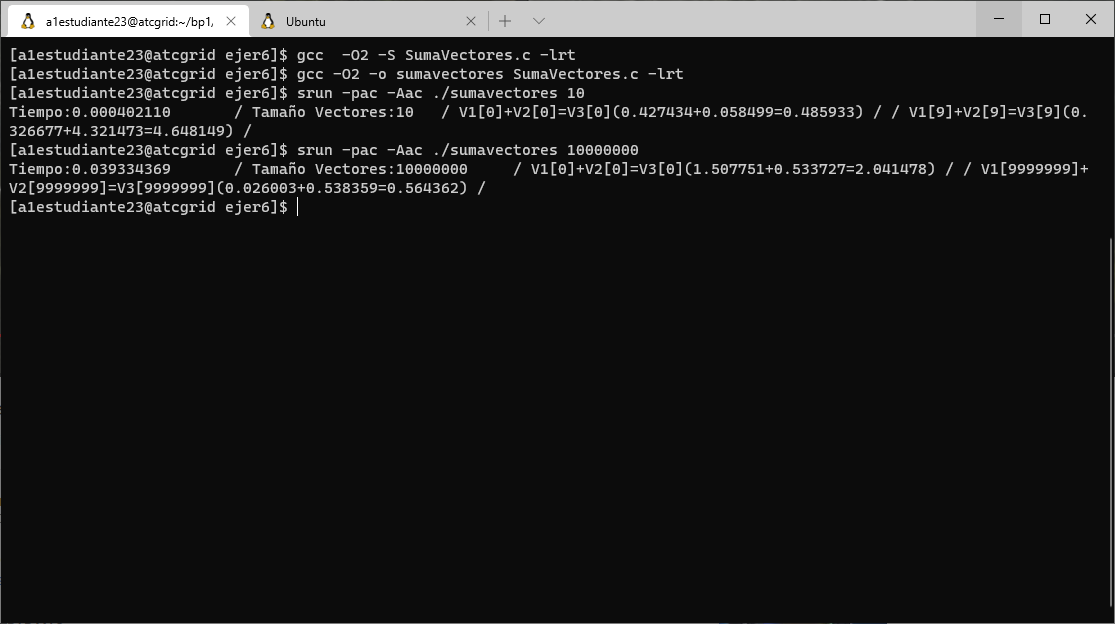 a1estudiante23@atcgrid:~/bp1/
Ubuntu
[a1estudiante23@atcgrid ejer6]$ gcc  -O2 -S SumaVectores.c -lrt
[a1estudiante23@atcgrid ejer6]$ gcc -O2 -o sumavectores SumaVectores.c -lrt
[a1estudiante23@atcgrid ejer6]$ srun -pac -Aac ./sumavectores 10
Tiempo:0.000402110       / Tamaño Vectores:10   / V1[0]+V2[0]=V3[0](0.427434+0.058499=0.485933) / / V1[9]+V2[9]=V3[9](0.
326677+4.321473=4.648149) /
[a1estudiante23@atcgrid ejer6]$ srun -pac -Aac ./sumavectores 10000000
Tiempo:0.039334369       / Tamaño Vectores:10000000     / V1[0]+V2[0]=V3[0](1.507751+0.533727=2.041478) / / V1[9999999]+
V2[9999999]=V3[9999999](0.026003+0.538359=0.564362) /
[a1estudiante23@atcgrid ejer6]$